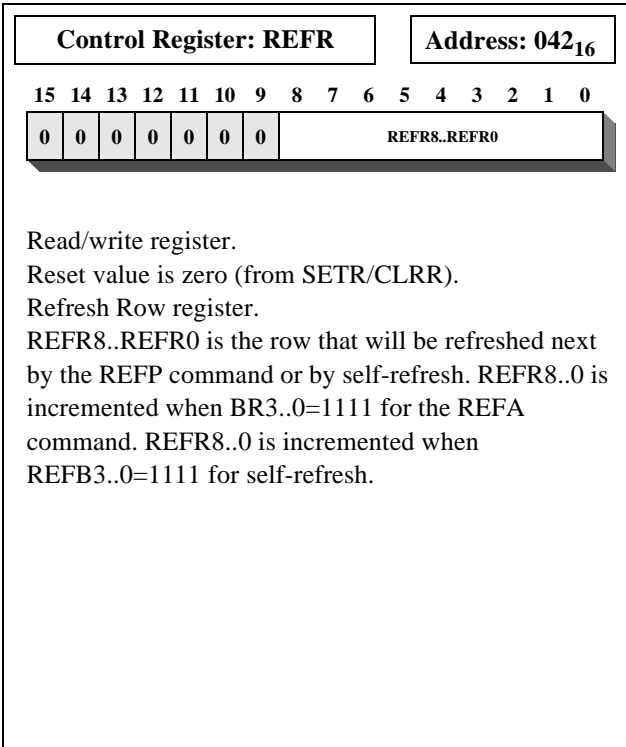 Control Register: REFR Address: 042₁₆
15 14 13 12 11 10 9 8 7 6 5 4 3 2 1 0
0 0 0 0 0 0 0 REFR8..REFR0
Read/write register.
Reset value is zero (from SETR/CLRR).
Refresh Row register.
REFR8..REFR0 is the row that will be refreshed next
by the REFP command or by self-refresh. REFR8..0 is
incremented when BR3..0=1111 for the REFA
command. REFR8..0 is incremented when
REFB3..0=1111 for self-refresh.